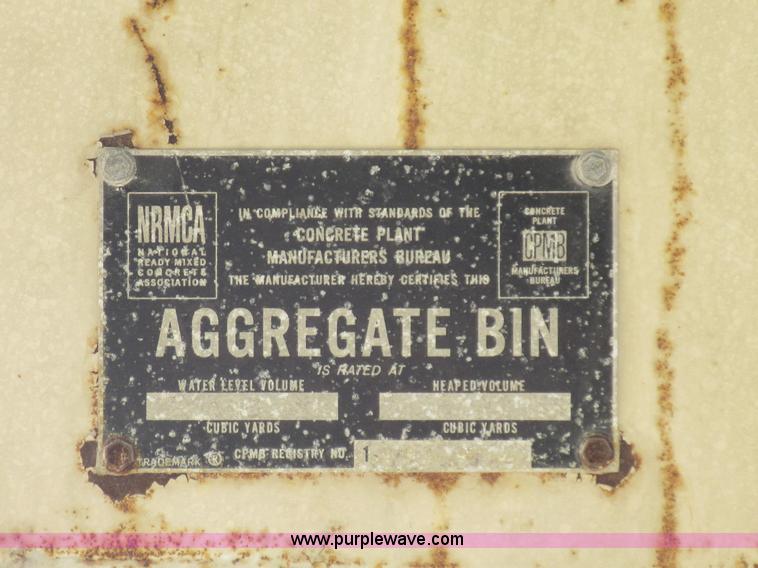 NRMCA
NATIONAL
READY MIXED
CONCRETE
ASSOCIATION
IN COMPLIANCE WITH STANDARDS OF THE
CONCRETE PLANT
MANUFACTURERS BUREAU
THE MANUFACTURER HEREBY CERTIFIES THIS
CONCRETE
PLANT
CPMB
MANUFACTURERS
BUREAU
AGGREGATE BIN
IS RATED AT
WATER LEVEL VOLUME
CUBIC YARDS
HEAPED VOLUME
CUBIC YARDS
TRADEMARK ®
CPMB REGISTRY NO. 1
www.purplewave.com